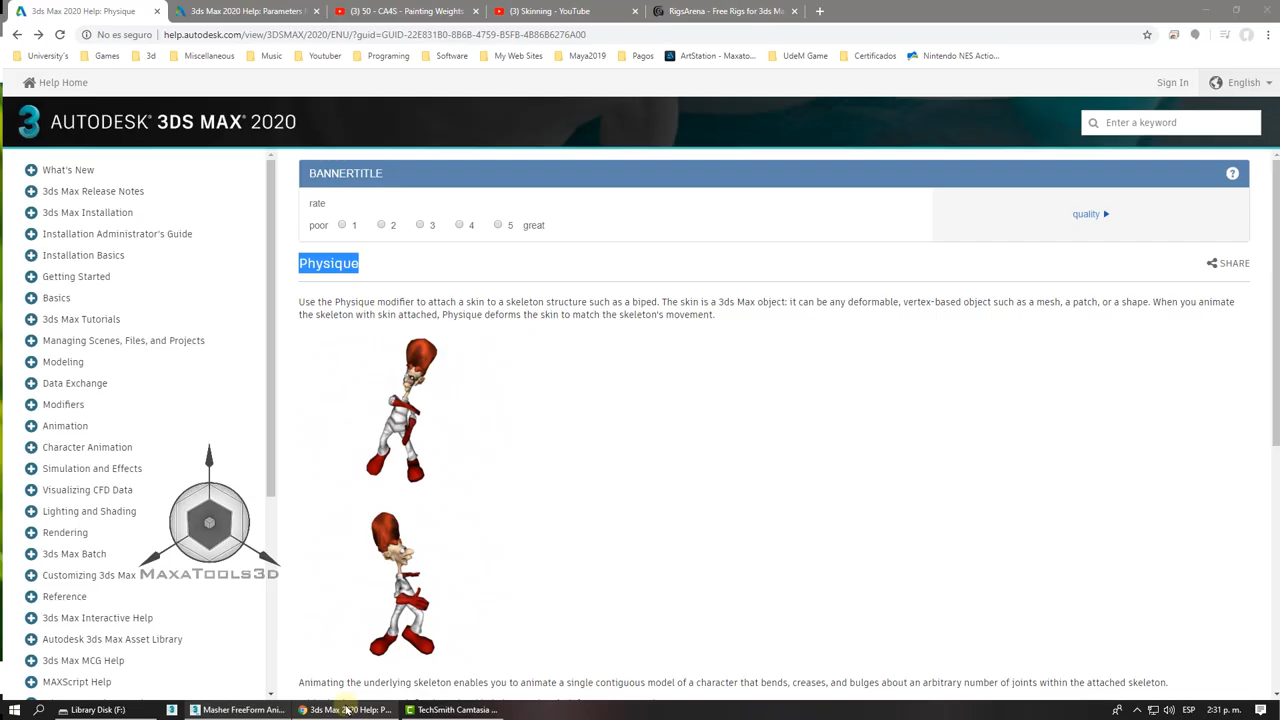 3ds Max 2020 Help: Physique
3ds Max 2020 Help: Parameters
(3) 50 - CA4S - Painting Weights
(3) Skinning - YouTube
RigsArena - Free Rigs for 3ds M
No es seguro
help.autodesk.com/view/3DSMAX/2020/ENU/?guid=GUID-22E831B0-8B6B-4759-B5FB-4B86B6276A00
University's
Games
3d
Miscellaneous
Music
Youtuber
Programing
Software
My Web Sites
Maya2019
Pagos
ArtStation - Maxato...
UdeM Game
Certificados
Nintendo NES Actio...
Help Home
Sign In
English
AUTODESK® 3DS MAX® 2020
Enter a keyword
What's New
3ds Max Release Notes
3ds Max Installation
Installation Administrator's Guide
Installation Basics
Getting Started
Basics
3ds Max Tutorials
Managing Scenes, Files, and Projects
Modeling
Data Exchange
Modifiers
Animation
Character Animation
Simulation and Effects
Visualizing CFD Data
Lighting and Shading
Rendering
3ds Max Batch
Customizing 3ds Max
Reference
3ds Max Interactive Help
Autodesk 3ds Max Asset Library
3ds Max MCG Help
MAXScript Help
MAXATOOLS3D
BANNERTITLE
?
rate
poor 1 2 3 4 5 great
quality
Physique
SHARE
Use the Physique modifier to attach a skin to a skeleton structure such as a biped. The skin is a 3ds Max object: it can be any deformable, vertex-based object such as a mesh, a patch, or a shape. When you animate
the skeleton with skin attached, Physique deforms the skin to match the skeleton's movement.
Animating the underlying skeleton enables you to animate a single contiguous model of a character that bends, creases, and bulges about an arbitrary number of joints within the attached skeleton.
Library Disk (F:)
Masher FreeForm Ani...
3ds Max 2020 Help: P...
TechSmith Camtasia ...
ESP
2:31 p. m.